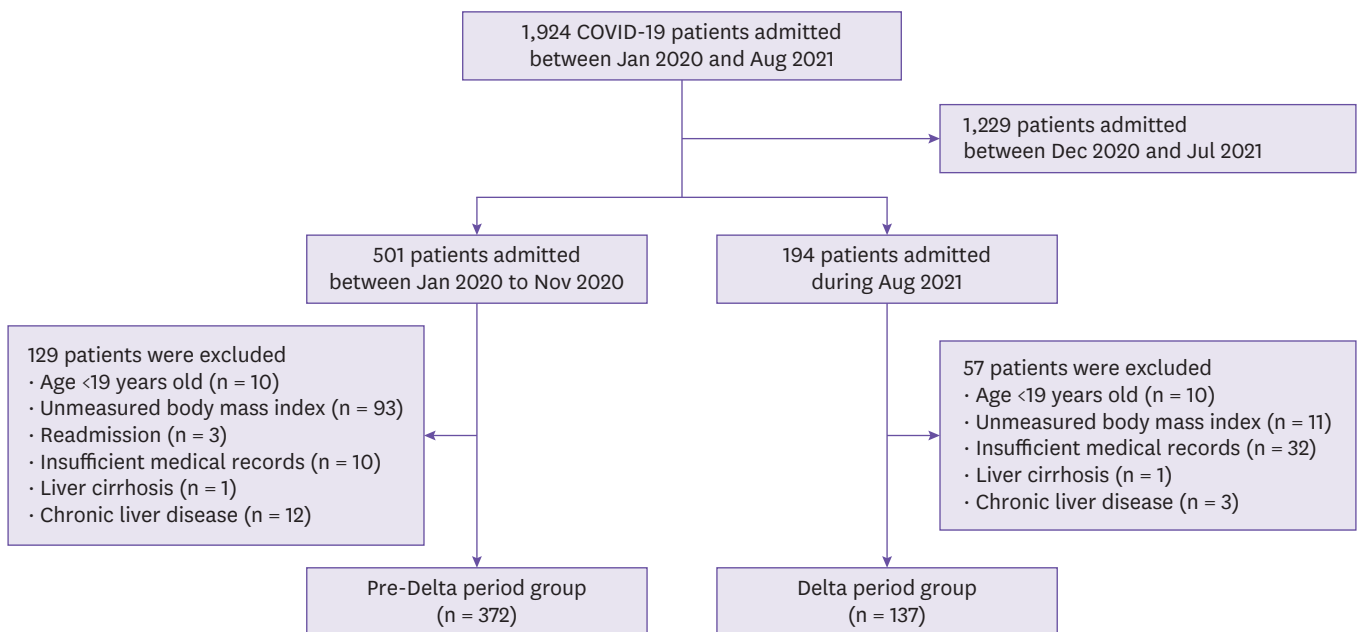 1,924 COVID-19 patients admitted
between Jan 2020 and Aug 2021
1,229 patients admitted
between Dec 2020 and Jul 2021
501 patients admitted
between Jan 2020 to Nov 2020
194 patients admitted
during Aug 2021
129 patients were excluded
· Age <19 years old (n = 10)
· Unmeasured body mass index (n = 93)
· Readmission (n = 3)
· Insufficient medical records (n = 10)
· Liver cirrhosis (n = 1)
· Chronic liver disease (n = 12)
57 patients were excluded
· Age <19 years old (n = 10)
· Unmeasured body mass index (n = 11)
· Insufficient medical records (n = 32)
· Liver cirrhosis (n = 1)
· Chronic liver disease (n = 3)
Pre-Delta period group
(n = 372)
Delta period group
(n = 137)